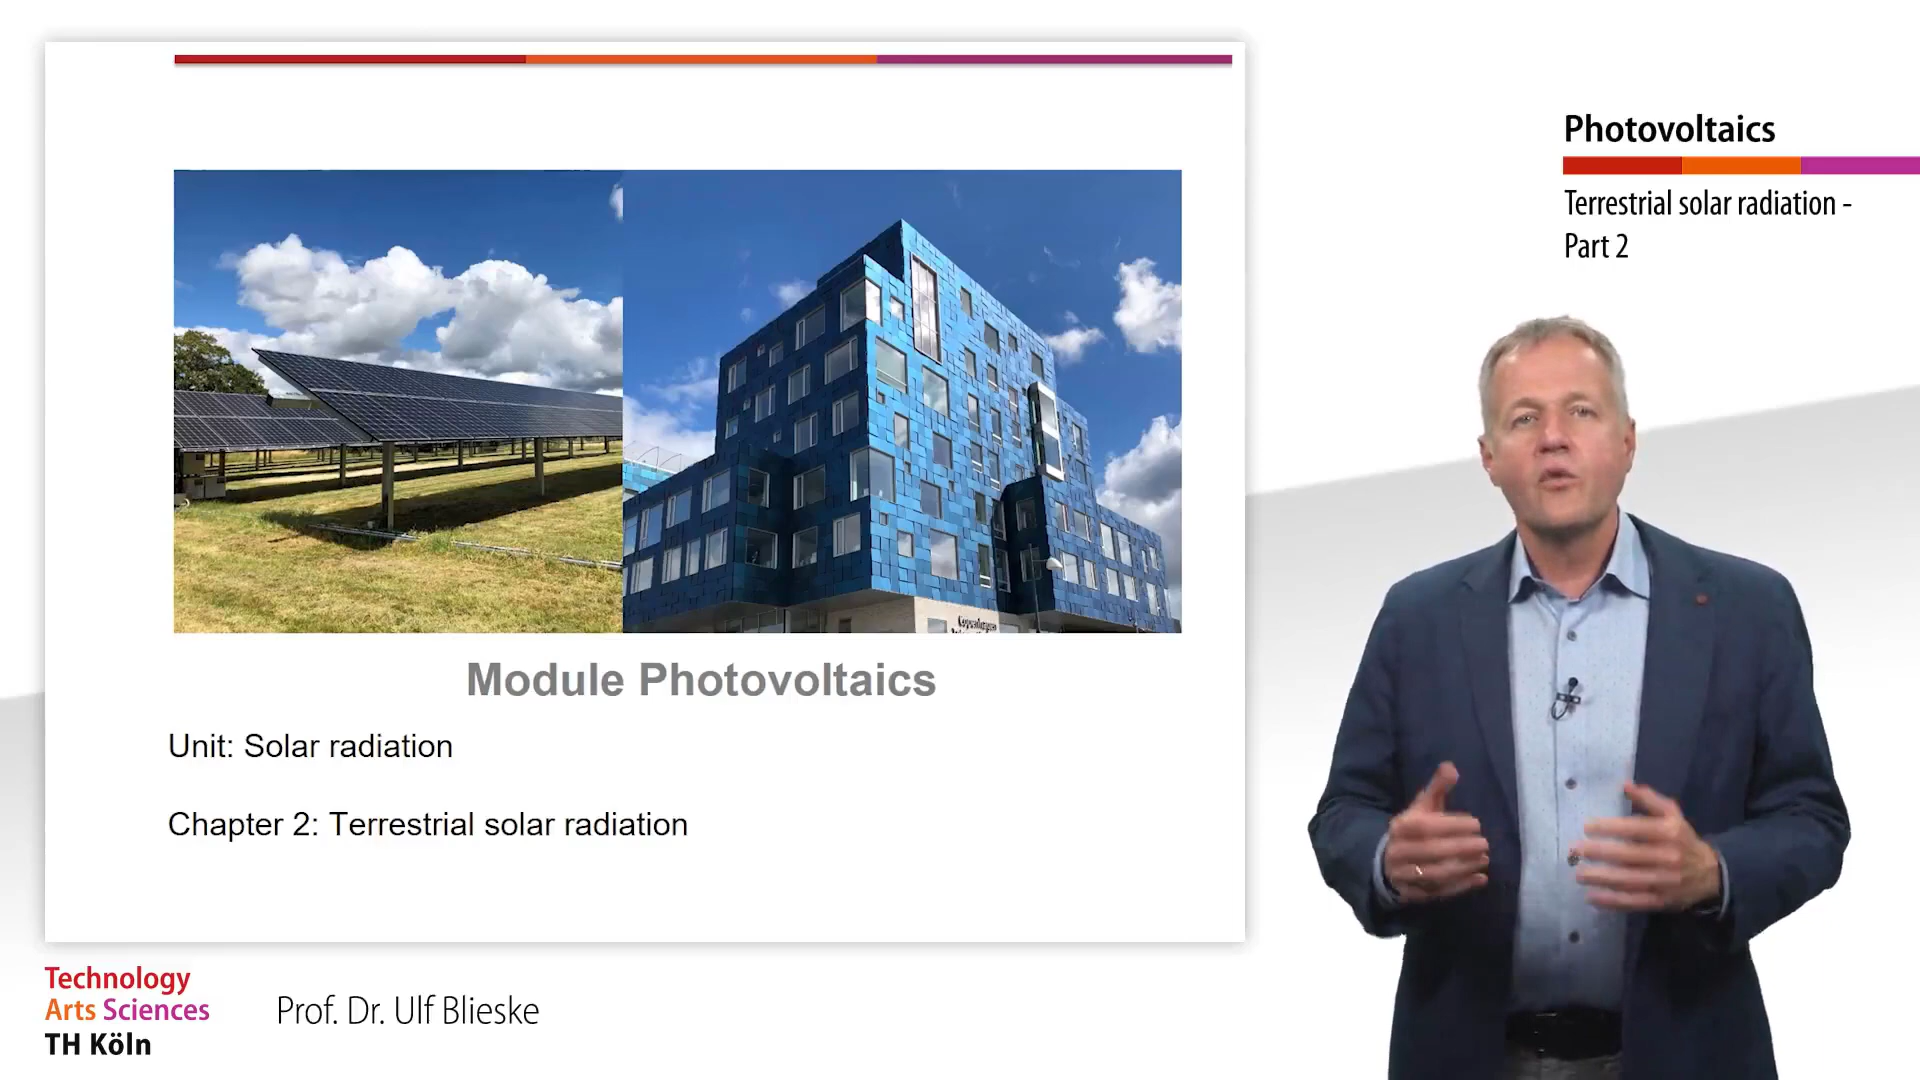 Photovoltaics
Terrestrial solar radiation -
Part 2
Copenhagen
Module Photovoltaics
Unit: Solar radiation
Chapter 2: Terrestrial solar radiation
Technology
Arts Sciences
TH Köln
Prof. Dr. Ulf Blieske